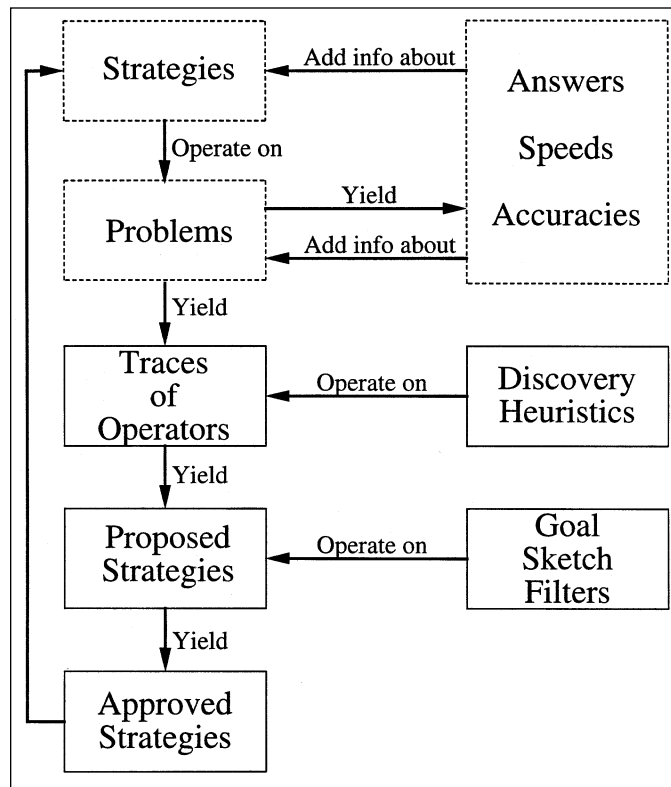 Strategies
Add info about
Answers
Speeds
Accuracies
Operate on
Problems
Yield
Add info about
Yield
Traces
of
Operators
Operate on
Discovery
Heuristics
Yield
Proposed
Strategies
Operate on
Goal
Sketch
Filters
Yield
Approved
Strategies